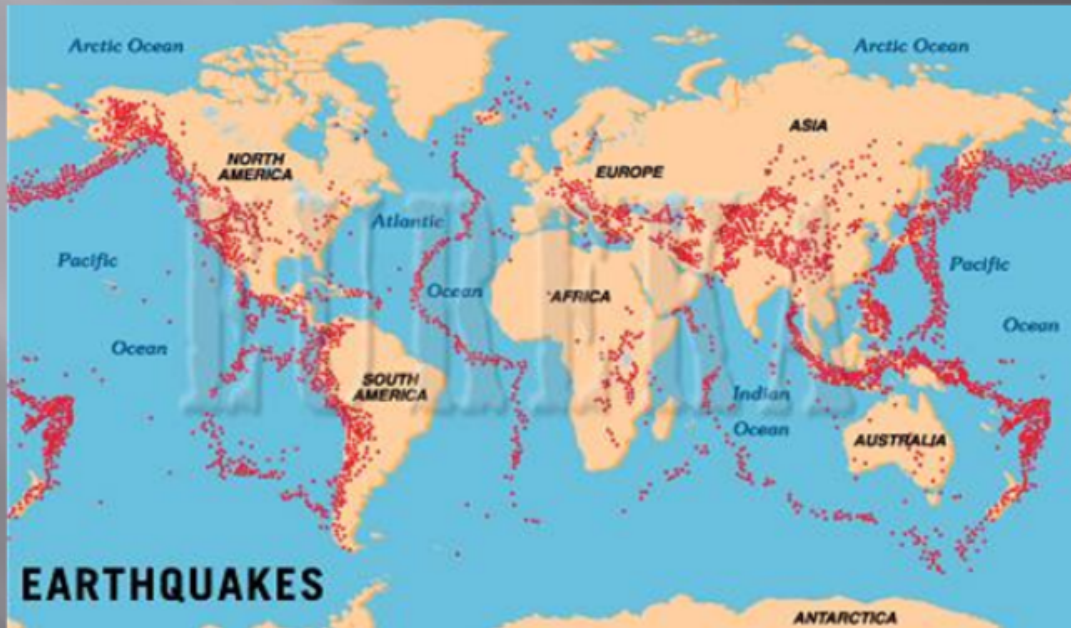 Arctic Ocean
Arctic Ocean
ASIA
NORTH
AMERICA
EUROPE
Atlantic
Pacific
Pacific
Ocean
AFRICA
Ocean
Ocean
SOUTH
AMERICA
Indian
Ocean
AUSTRALIA
EARTHQUAKES
ANTARCTICA